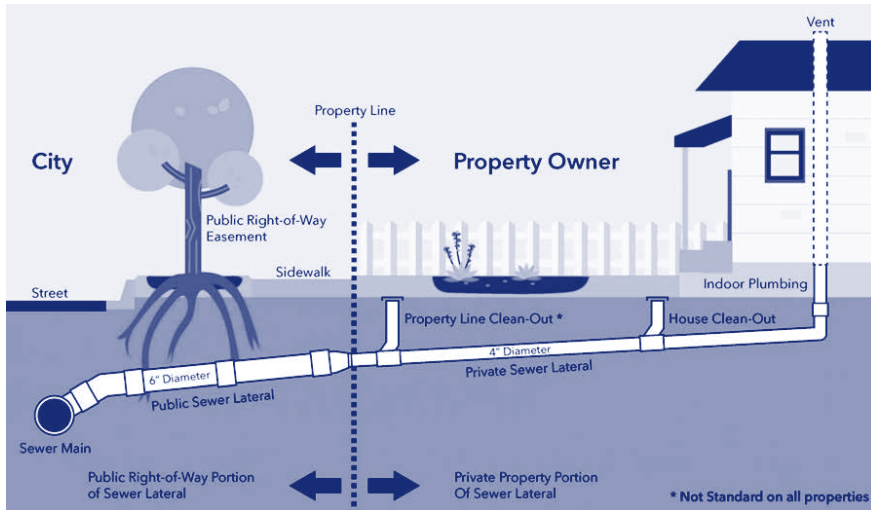 Vent
Property Line
City
Property Owner
Public Right-of-Way
Easement
Sidewalk
Street
Indoor Plumbing
Property Line Clean-Out *
House Clean-Out
4" Diameter
Private Sewer Lateral
6" Diameter
Public Sewer Lateral
Sewer Main
Public Right-of-Way Portion
of Sewer Lateral
Private Property Portion
Of Sewer Lateral
* Not Standard on all properties